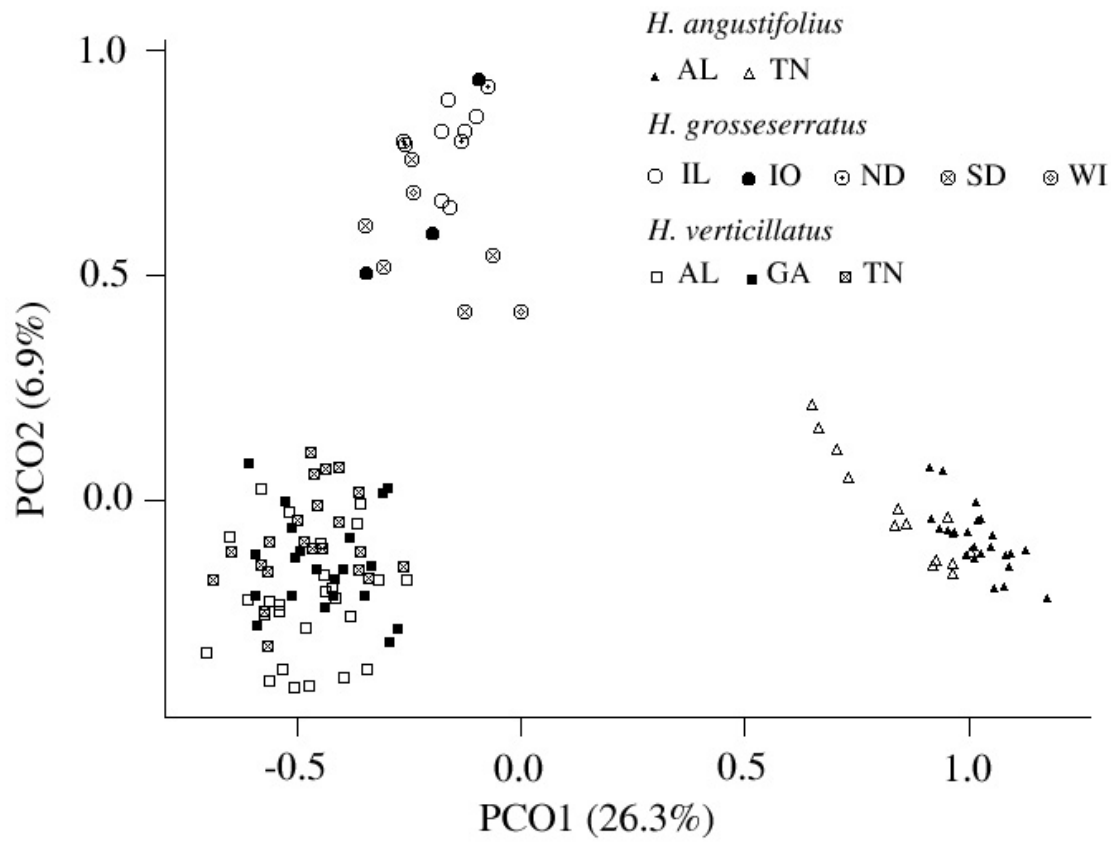 H. angustifolius
AL TN
H. grosseserratus
IL IO ND SD WI
H. verticillatus
AL GA TN
1.0
0.5
0.0
PCO2 (6.9%)
-0.5 0.0 0.5 1.0
PCO1 (26.3%)